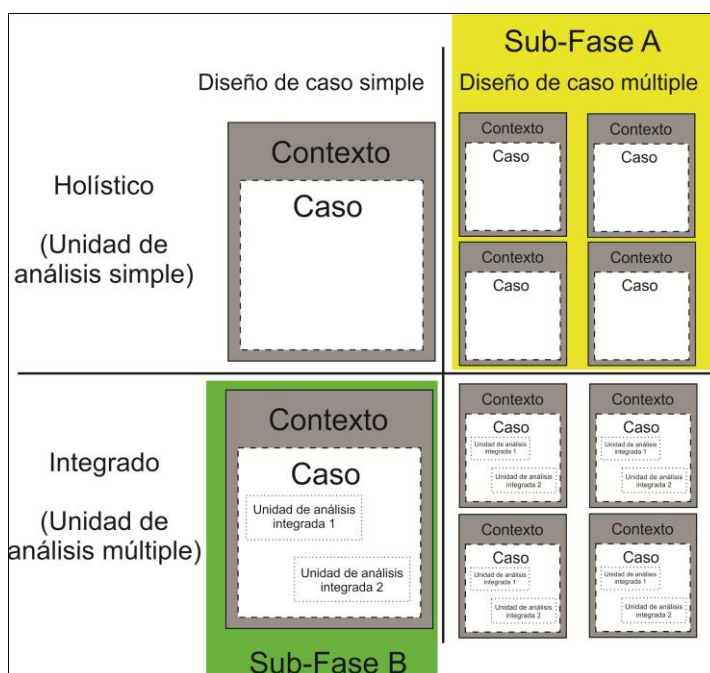 Sub-Fase A
Diseño de caso simple
Diseño de caso múltiple
Holístico
(Unidad de
análisis simple)
Contexto
Caso
Contexto
Caso
Contexto
Caso
Contexto
Caso
Contexto
Caso
Integrado
(Unidad de
análisis múltiple)
Contexto
Caso
Unidad de análisis
integrada 1
Unidad de análisis
integrada 2
Contexto
Caso
Unidad de análisis
integrada 1
Unidad de análisis
integrada 2
Contexto
Caso
Unidad de análisis
integrada 1
Unidad de análisis
integrada 2
Contexto
Caso
Unidad de análisis
integrada 1
Unidad de análisis
integrada 2
Contexto
Caso
Unidad de análisis
integrada 1
Unidad de análisis
integrada 2
Sub-Fase B